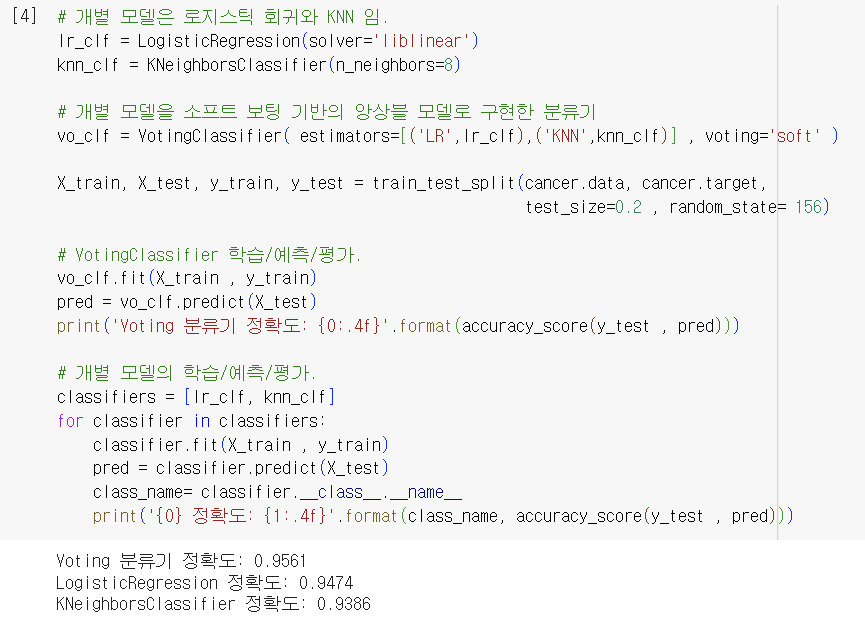 [4] # 개별 모델은 로지스틱 회귀와 KNN 임.
lr_clf = LogisticRegression(solver='liblinear')
knn_clf = KNeighborsClassifier(n_neighbors=8)
# 개별 모델을 소프트 보팅 기반의 앙상블 모델로 구현한 분류기
vo_clf = VotingClassifier( estimators=[('LR',lr_clf),('KNN',knn_clf)] , voting='soft' )
X_train, X_test, y_train, y_test = train_test_split(cancer.data, cancer.target,
test_size=0.2 , random_state= 156)
# VotingClassifier 학습/예측/평가.
vo_clf.fit(X_train , y_train)
pred = vo_clf.predict(X_test)
print('Voting 분류기 정확도: {0:.4f}'.format(accuracy_score(y_test , pred)))
# 개별 모델의 학습/예측/평가.
classifiers = [lr_clf, knn_clf]
for classifier in classifiers:
classifier.fit(X_train , y_train)
pred = classifier.predict(X_test)
class_name= classifier.__class__.__name__
print('{0} 정확도: {1:.4f}'.format(class_name, accuracy_score(y_test , pred)))
Voting 분류기 정확도: 0.9561
LogisticRegression 정확도: 0.9474
KNeighborsClassifier 정확도: 0.9386